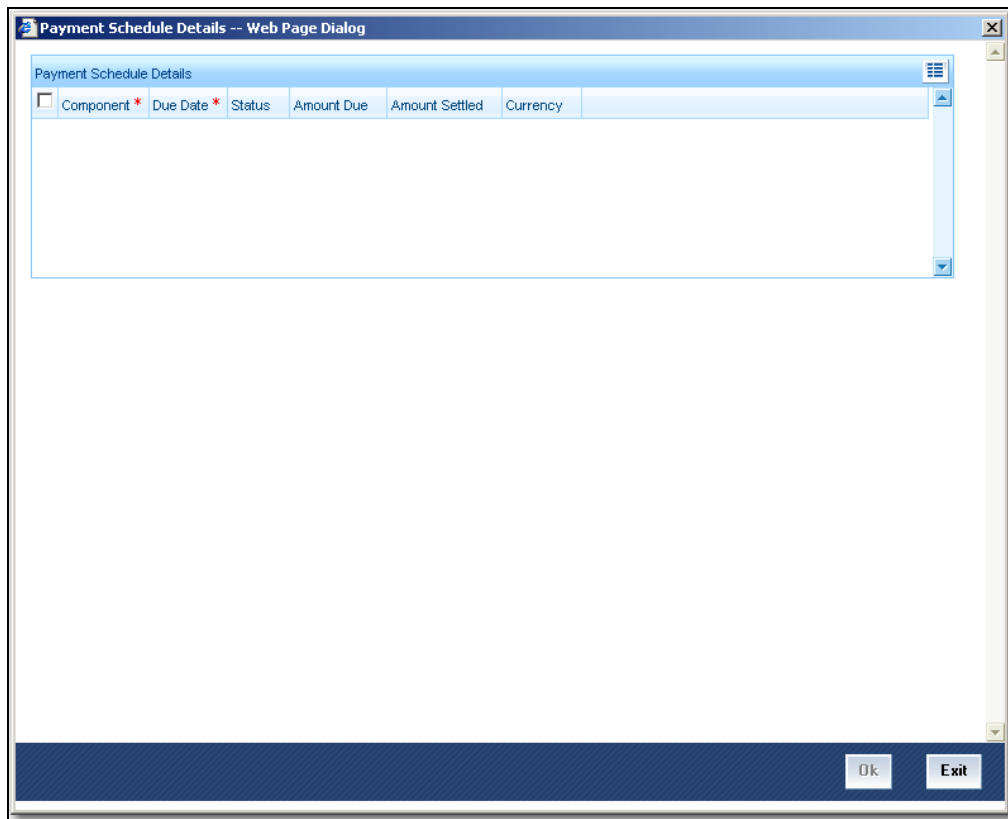 Payment Schedule Details -- Web Page Dialog
Payment Schedule Details
Component * Due Date * Status Amount Due Amount Settled Currency
Ok Exit